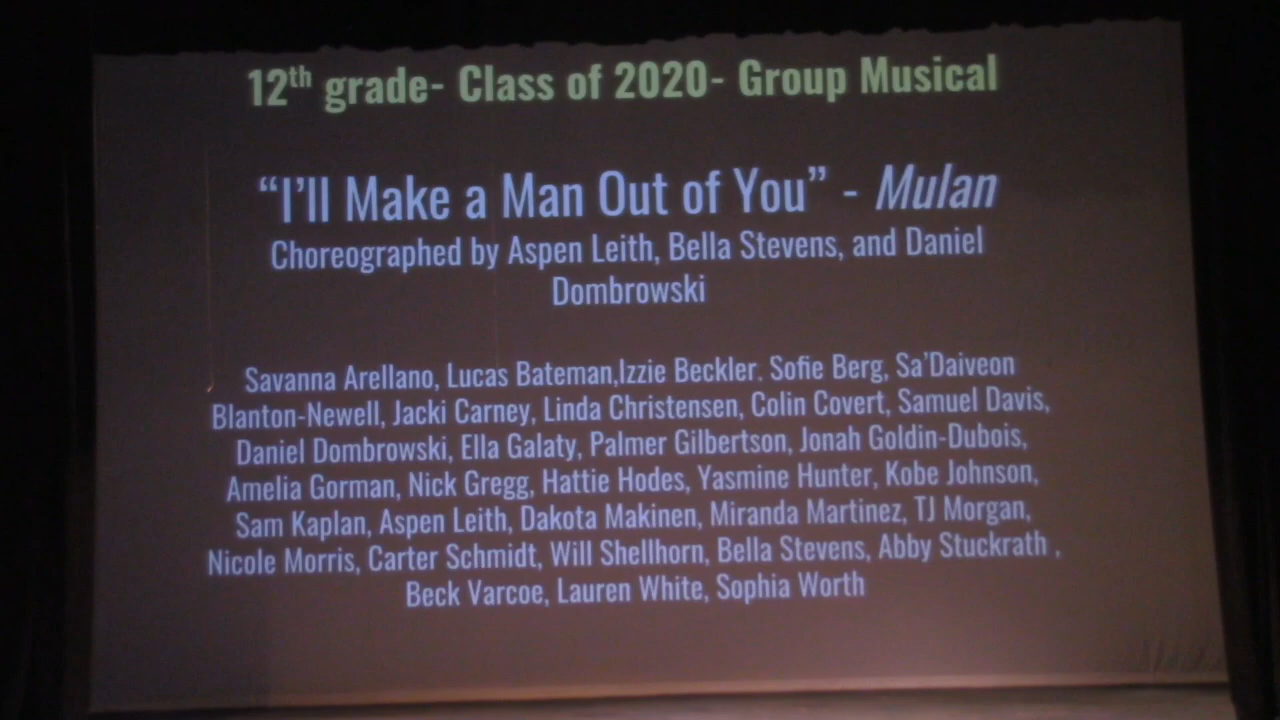 12th grade- Class of 2020- Group Musical
“I’ll Make a Man Out of You” - Mulan
Choreographed by Aspen Leith, Bella Stevens, and Daniel
Dombrowski
Savanna Arellano, Lucas Bateman,Izzie Beckler. Sofie Berg, Sa’Daiveon
Blanton-Newell, Jacki Carney, Linda Christensen, Colin Covert, Samuel Davis,
Daniel Dombrowski, Ella Galaty, Palmer Gilbertson, Jonah Goldin-Dubois,
Amelia Gorman, Nick Gregg, Hattie Hodes, Yasmine Hunter, Kobe Johnson,
Sam Kaplan, Aspen Leith, Dakota Makinen, Miranda Martinez, TJ Morgan,
Nicole Morris, Carter Schmidt, Will Shellhorn, Bella Stevens, Abby Stuckrath ,
Beck Varcoe, Lauren White, Sophia Worth